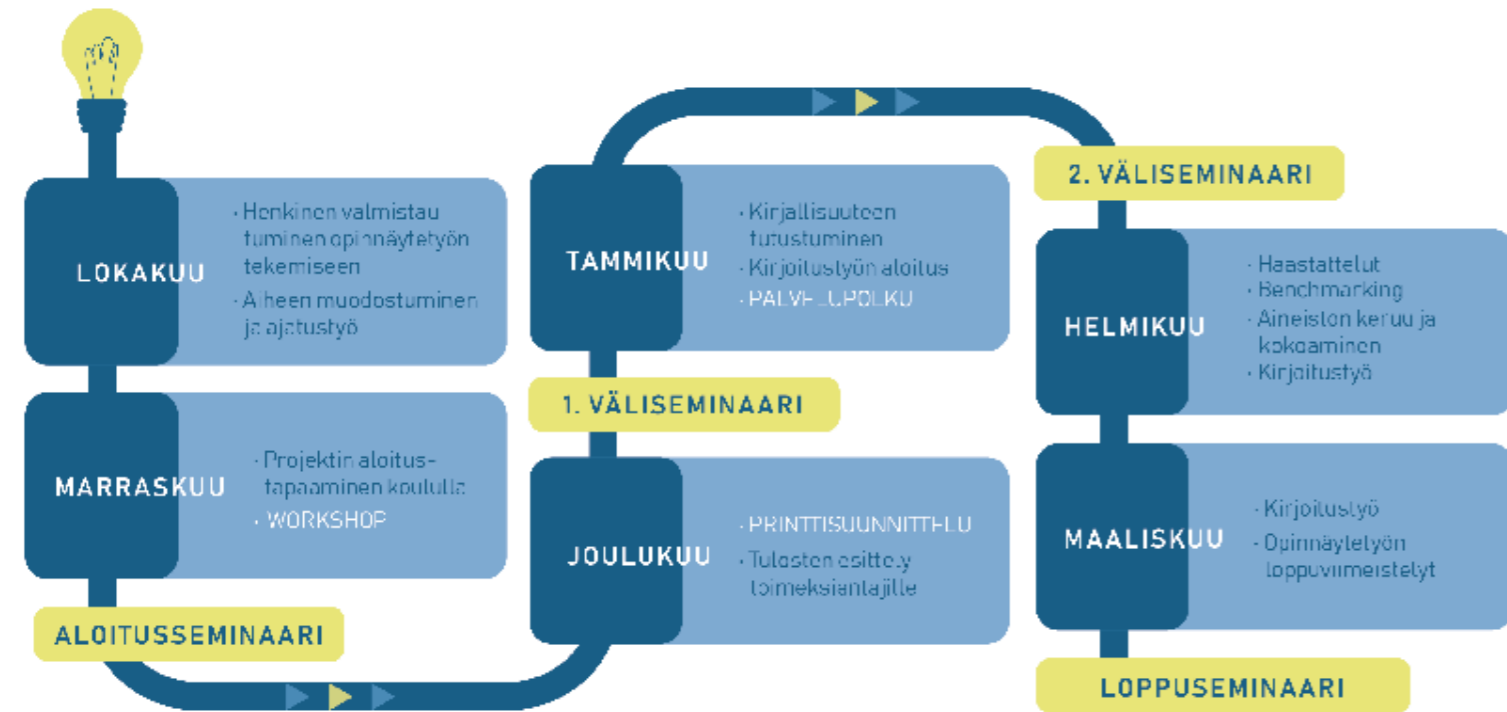 LOKAKUU
· Henkinen valmistau
tuminen opinnäytetyön
tekemiseen
· Aiheen muodostuminen
ja ajatustyö
MARRASKUU
· Projektin aloitus-
tapaaminen koululla
· WORKSHOP
ALOITUSSEMINAARI
JOULUKUU
· PRINTTISUUNNITTELU
· Tulosten esittely
toimeksiantajille
1. VÄLISEMINAARI
TAMMIKUU
· Kirjallisuuteen
tutustuminen
· Kirjoitustyön aloitus
· PALVELUPOLKU
2. VÄLISEMINAARI
HELMIKUU
· Haastattelut
· Benchmarking
· Aineiston keruu ja
kokoaminen
· Kirjoitustyö
MAALISKUU
· Kirjoitustyö
· Opinnäytetyön
loppuviimeistelyt
LOPPUSEMINAARI